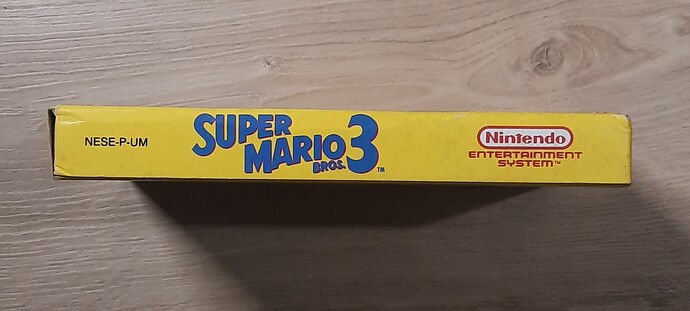 NESE-P-UM
SUPER
MARIO
BROS. 3 ™
Nintendo
ENTERTAINMENT
SYSTEM™